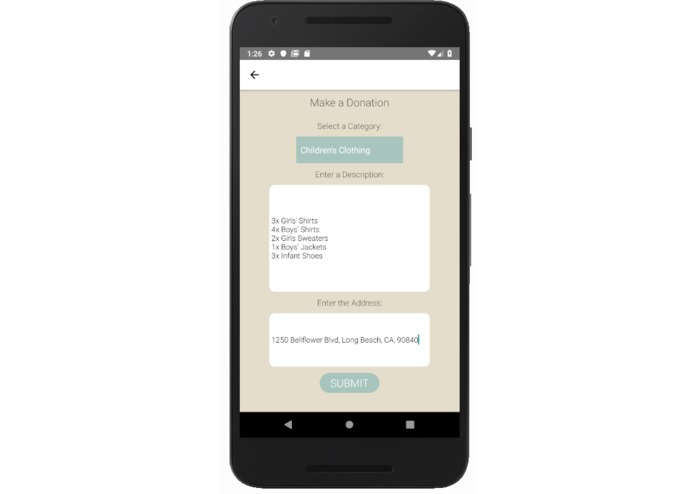 1:26
Make a Donation
Select a Category:
Children's Clothing
Enter a Description:
3x Girls' Shirts
4x Boys' Shirts
2x Girls Sweaters
1x Boys' Jackets
3x Infant Shoes
Enter the Address:
1250 Bellflower Blvd, Long Beach, CA, 90840
SUBMIT